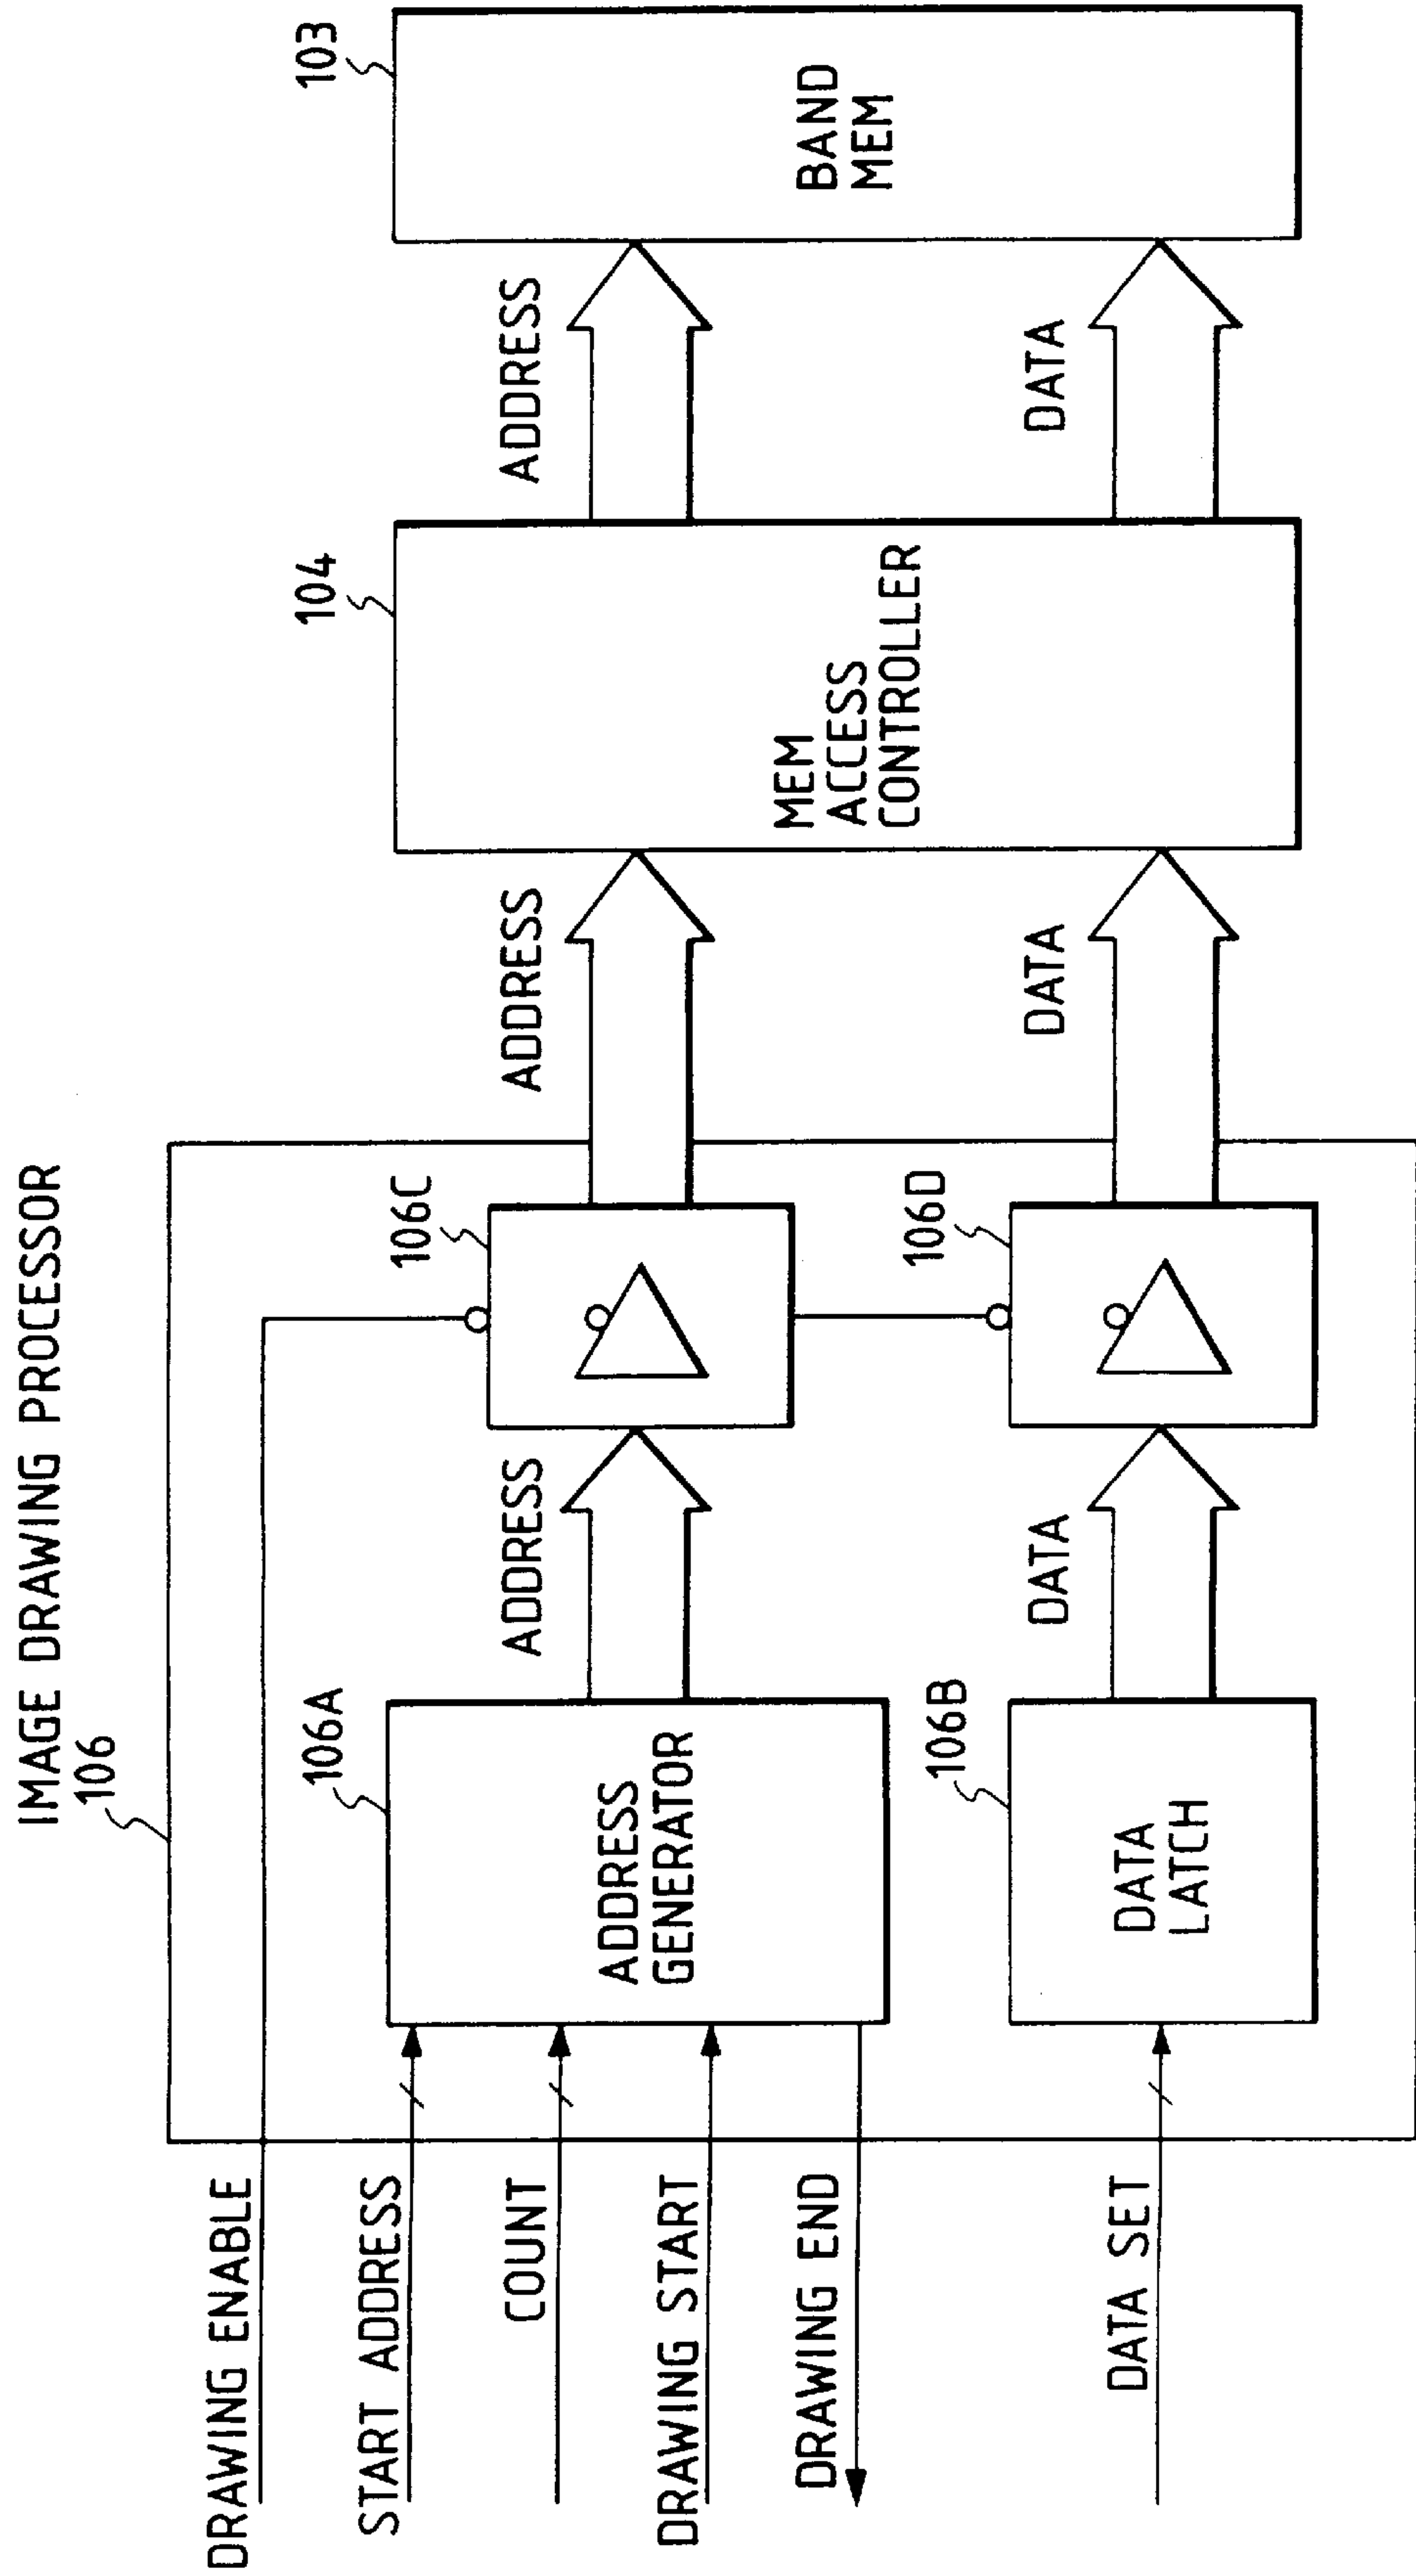 IMAGE DRAWING PROCESSOR
106
DRAWING ENABLE
START ADDRESS
COUNT
DRAWING START
DRAWING END
DATA SET
106A
ADDRESS
GENERATOR
106B
DATA
LATCH
ADDRESS
DATA
106C
106D
ADDRESS
DATA
104
MEM
ACCESS
CONTROLLER
ADDRESS
DATA
103
BAND
MEM